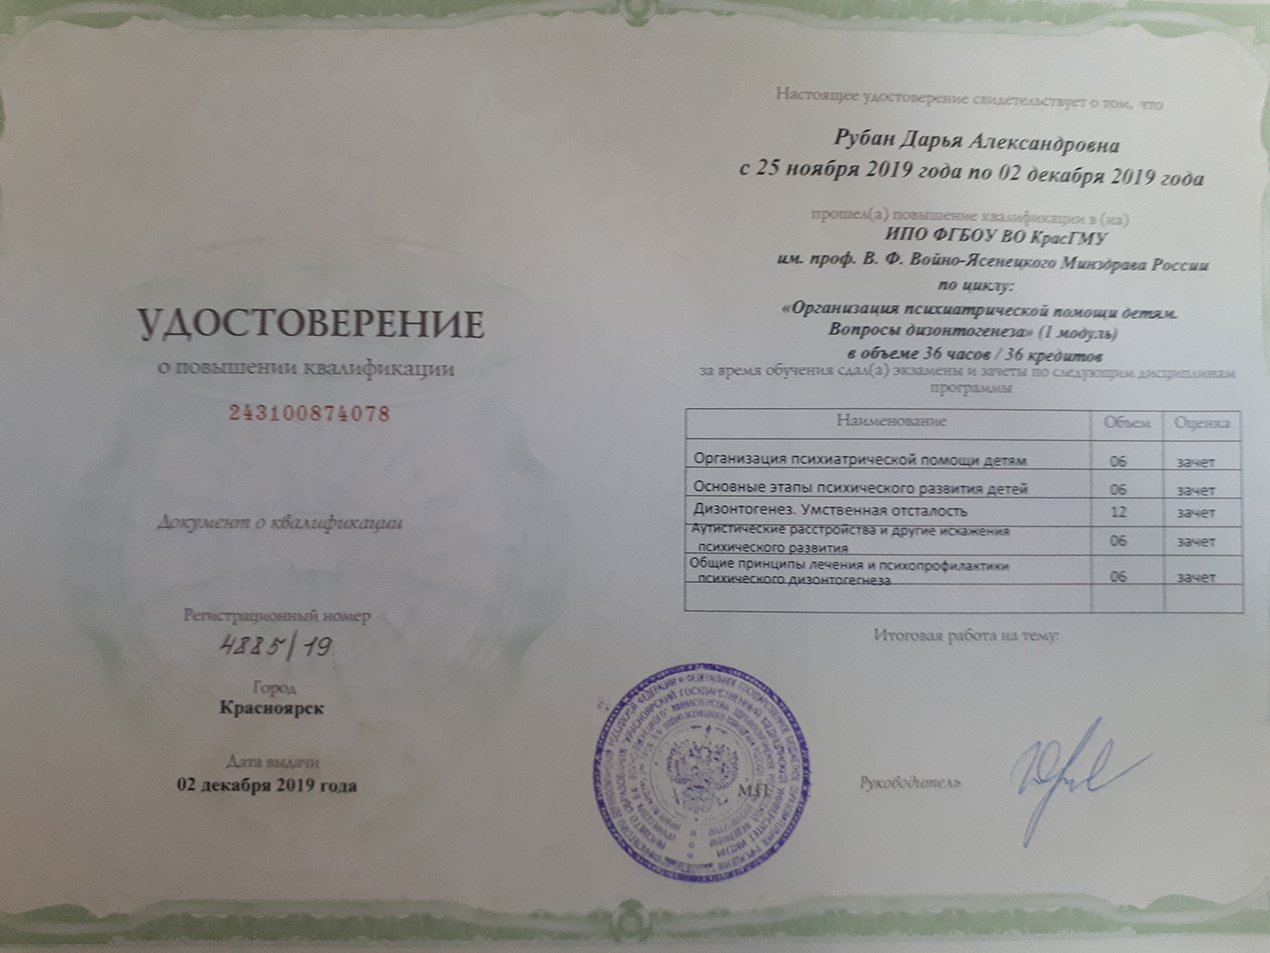 УДОСТОВЕРЕНИЕ
о повышении квалификации
243100874078
Документ о квалификации
Регистрационный номер
4885/19
Город
Красноярск
Дата выдачи
02 декабря 2019 года
Настоящее удостоверение свидетельствует о том, что
Рубан Дарья Александровна
с 25 ноября 2019 года по 02 декабря 2019 года
прошел(а) повышение квалификации в (на)
ИПО ФГБОУ ВО КрасГМУ
им. проф. В. Ф. Войно-Ясенецкого Минздрава России
по циклу:
«Организация психиатрической помощи детям.
Вопросы дизонтогенеза» (1 модуль)
в объеме 36 часов / 36 кредитов
за время обучения сдал(а) экзамены и зачеты по следующим дисциплинам
программы
Наименование Объем Оценка
Организация психиатрической помощи детям 06 зачет
Основные этапы психического развития детей 06 зачет
Дизонтогенез. Умственная отсталость 12 зачет
Аутистические расстройства и другие искажения
психического развития 06 зачет
Общие принципы лечения и психопрофилактики
психического дизонтогегнеза 06 зачет
Итоговая работа на тему:
Руководитель